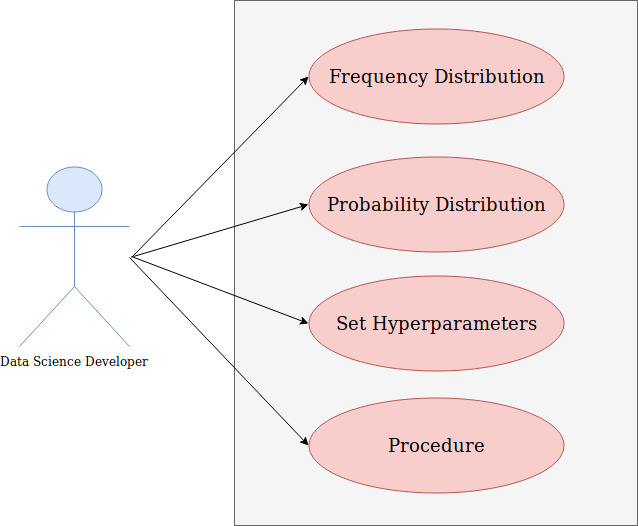 Frequency Distribution
Probability Distribution
Set Hyperparameters
Data Science Developer
Procedure